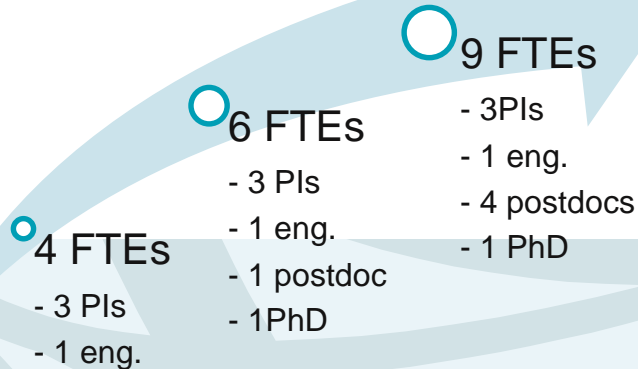 4 FTEs
- 3 PIs
- 1 eng.
6 FTEs
- 3 PIs
- 1 eng.
- 1 postdoc
- 1PhD
9 FTEs
- 3PIs
- 1 eng.
- 4 postdocs
- 1 PhD